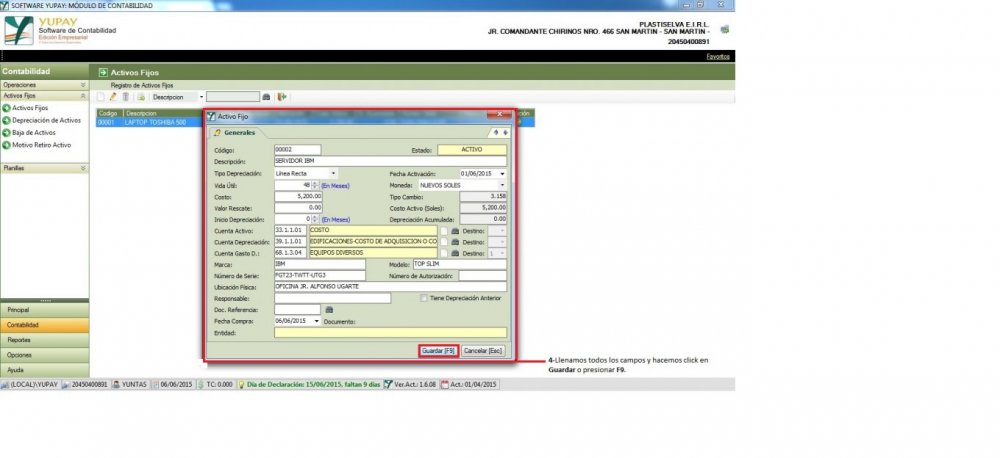 SOFTWARE YUPAY: MÓDULO DE CONTABILIDAD
YUPAY
Software de Contabilidad
Edición Empresarial
PLASTISELVA E.I.R.L.
JR. COMANDANTE CHIRINOS NRO. 466 SAN MARTIN - SAN MARTIN -
20450400891
Favoritos
Contabilidad
Activos Fijos
Operaciones
Registro de Activos Fijos
Activos Fijos
Descripcion
Activos Fijos
Depreciación de Activos
Baja de Activos
Motivo Retiro Activo
Planillas
Codigo Descripcion
00001 LAPTOP TOSHIBA 500
Activo Fijo
Generales
Código: 00002 Estado: ACTIVO
Descripción: SERVIDOR IBM
Tipo Depreciación: Línea Recta Fecha Activación: 01/06/2015
Vida Útil: 48 (En Meses) Moneda: NUEVOS SOLES
Costo: 5,200.00 Tipo Cambio: 3.158
Valor Rescate: 0.00 Costo Activo (Soles): 5,200.00
Inicio Depreciación: 0 (En Meses) Depreciación Acumulada: 0.00
Cuenta Activo: 33.1.1.01 COSTO Destino:
Cuenta Depreciación: 39.1.1.01 EDIFICACIONES-COSTO DE ADQUISICION O CO Destino:
Cuenta Gasto D.: 68.1.3.04 EQUIPOS DIVERSOS Destino: 1
Marca: IBM Modelo: TOP SLIM
Número de Serie: FGT23-TWTT-UTG3 Número de Autorización:
Ubicación Física: OFICINA JR. ALFONSO UGARTE
Responsable: Tiene Depreciación Anterior
Doc. Referencia:
Fecha Compra: 06/06/2015 Documento:
Entidad:
Guardar [F9] Cancelar [Esc]
Principal
Contabilidad
Reportes
Opciones
Ayuda
4-Llenamos todos los campos y hacemos click en
Guardar o presionar F9.
(LOCAL)\YUPAY 20450400891 YUNTAS 06/06/2015 TC: 0.000 Día de Declaración: 15/06/2015, faltan 9 días Ver.Act.: 1.6.08 Act.: 01/04/2015